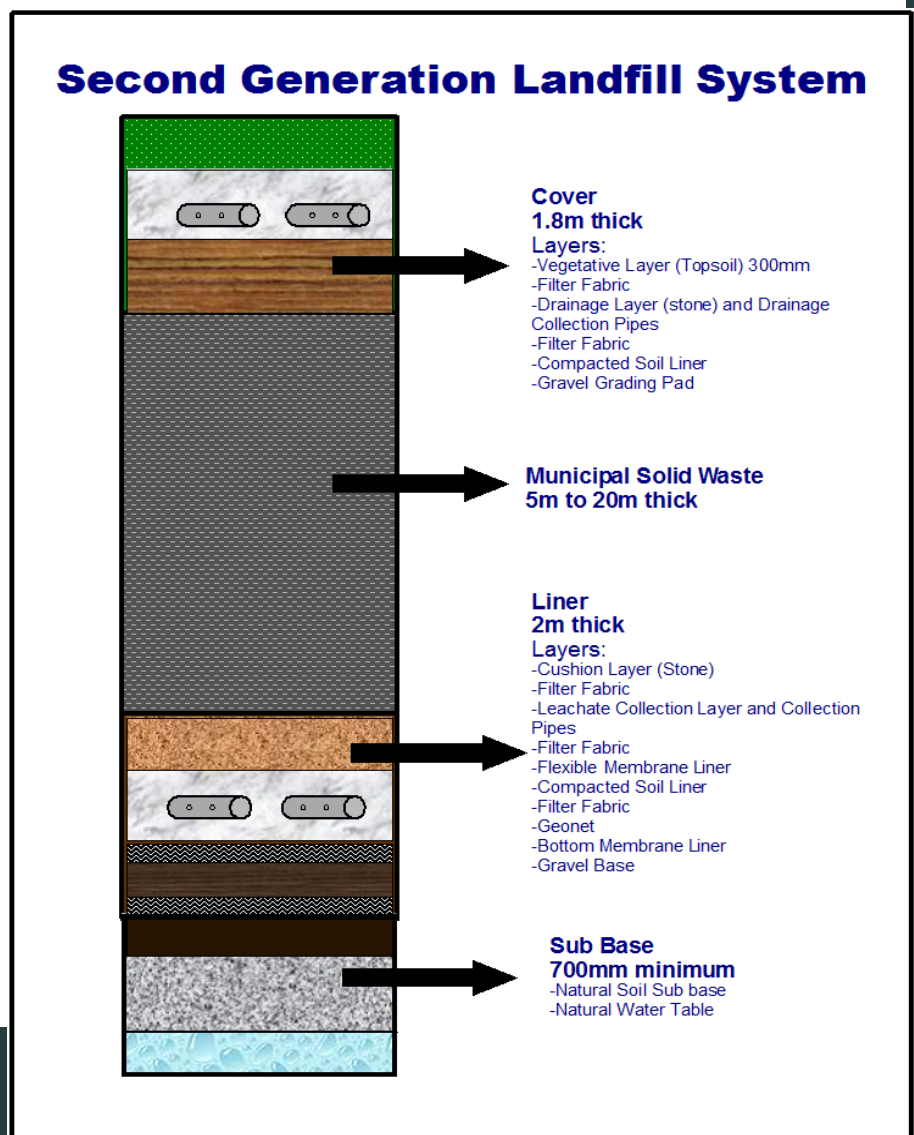 Second Generation Landfill System
Cover
1.8m thick
Layers:
-Vegetative Layer (Topsoil) 300mm
-Filter Fabric
-Drainage Layer (stone) and Drainage
Collection Pipes
-Filter Fabric
-Compacted Soil Liner
-Gravel Grading Pad
Municipal Solid Waste
5m to 20m thick
Liner
2m thick
Layers:
-Cushion Layer (Stone)
-Filter Fabric
-Leachate Collection Layer and Collection
Pipes
-Filter Fabric
-Flexible Membrane Liner
-Compacted Soil Liner
-Filter Fabric
-Geonet
-Bottom Membrane Liner
-Gravel Base
Sub Base
700mm minimum
-Natural Soil Sub base
-Natural Water Table